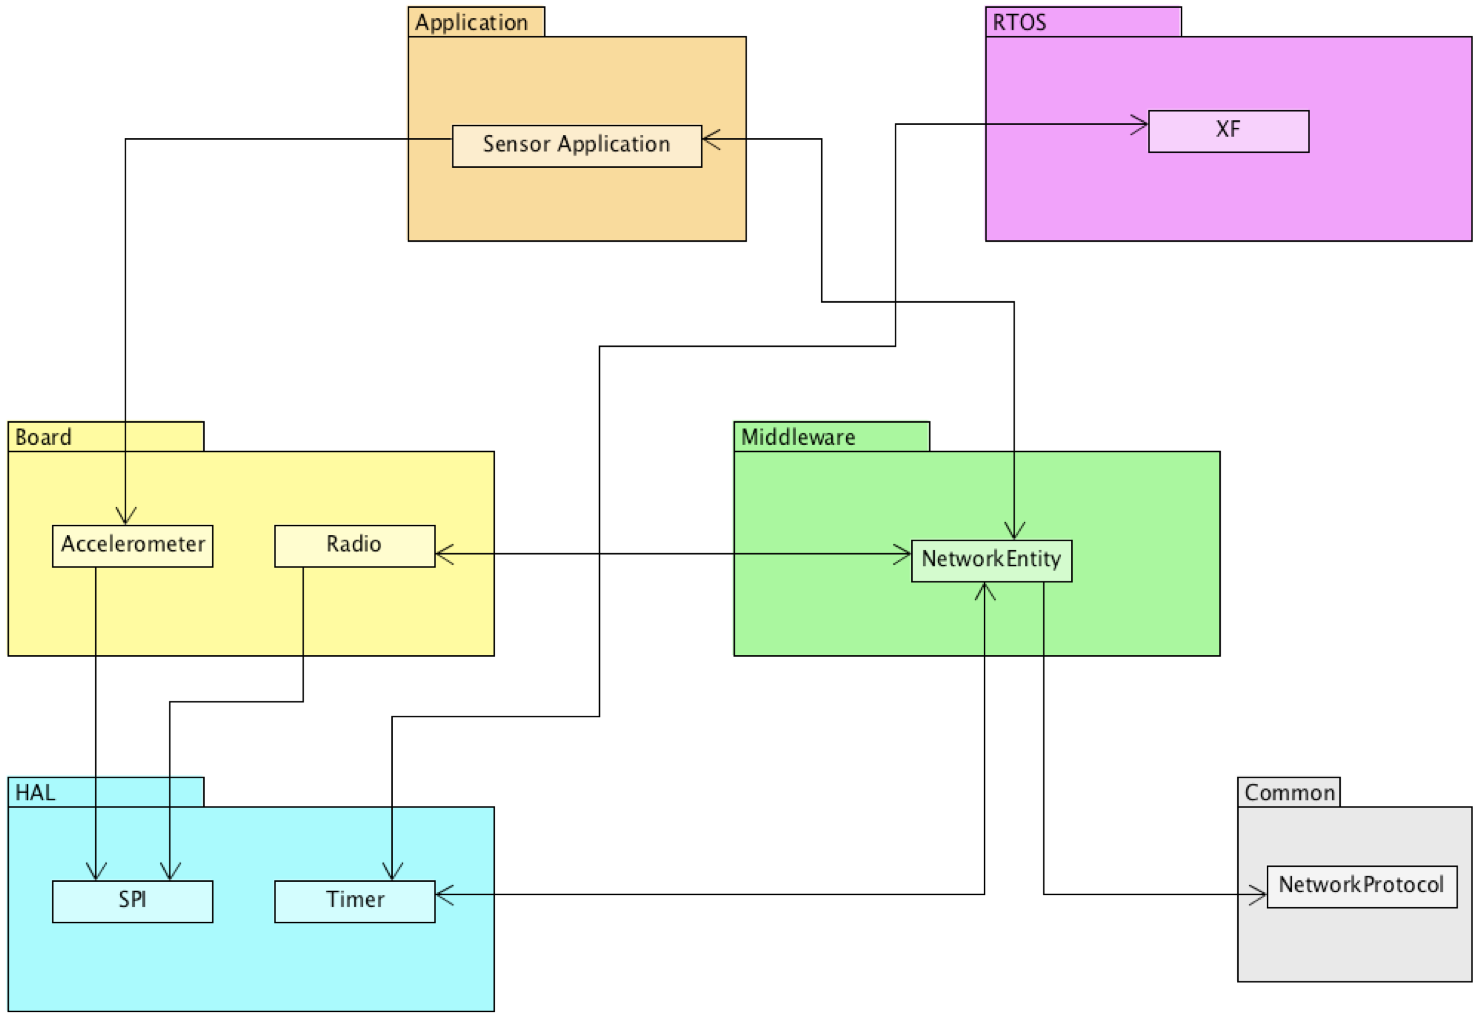 Application
RTOS
Sensor Application
XF
Board
Middleware
Accelerometer
Radio
NetworkEntity
HAL
Common
SPI
Timer
NetworkProtocol